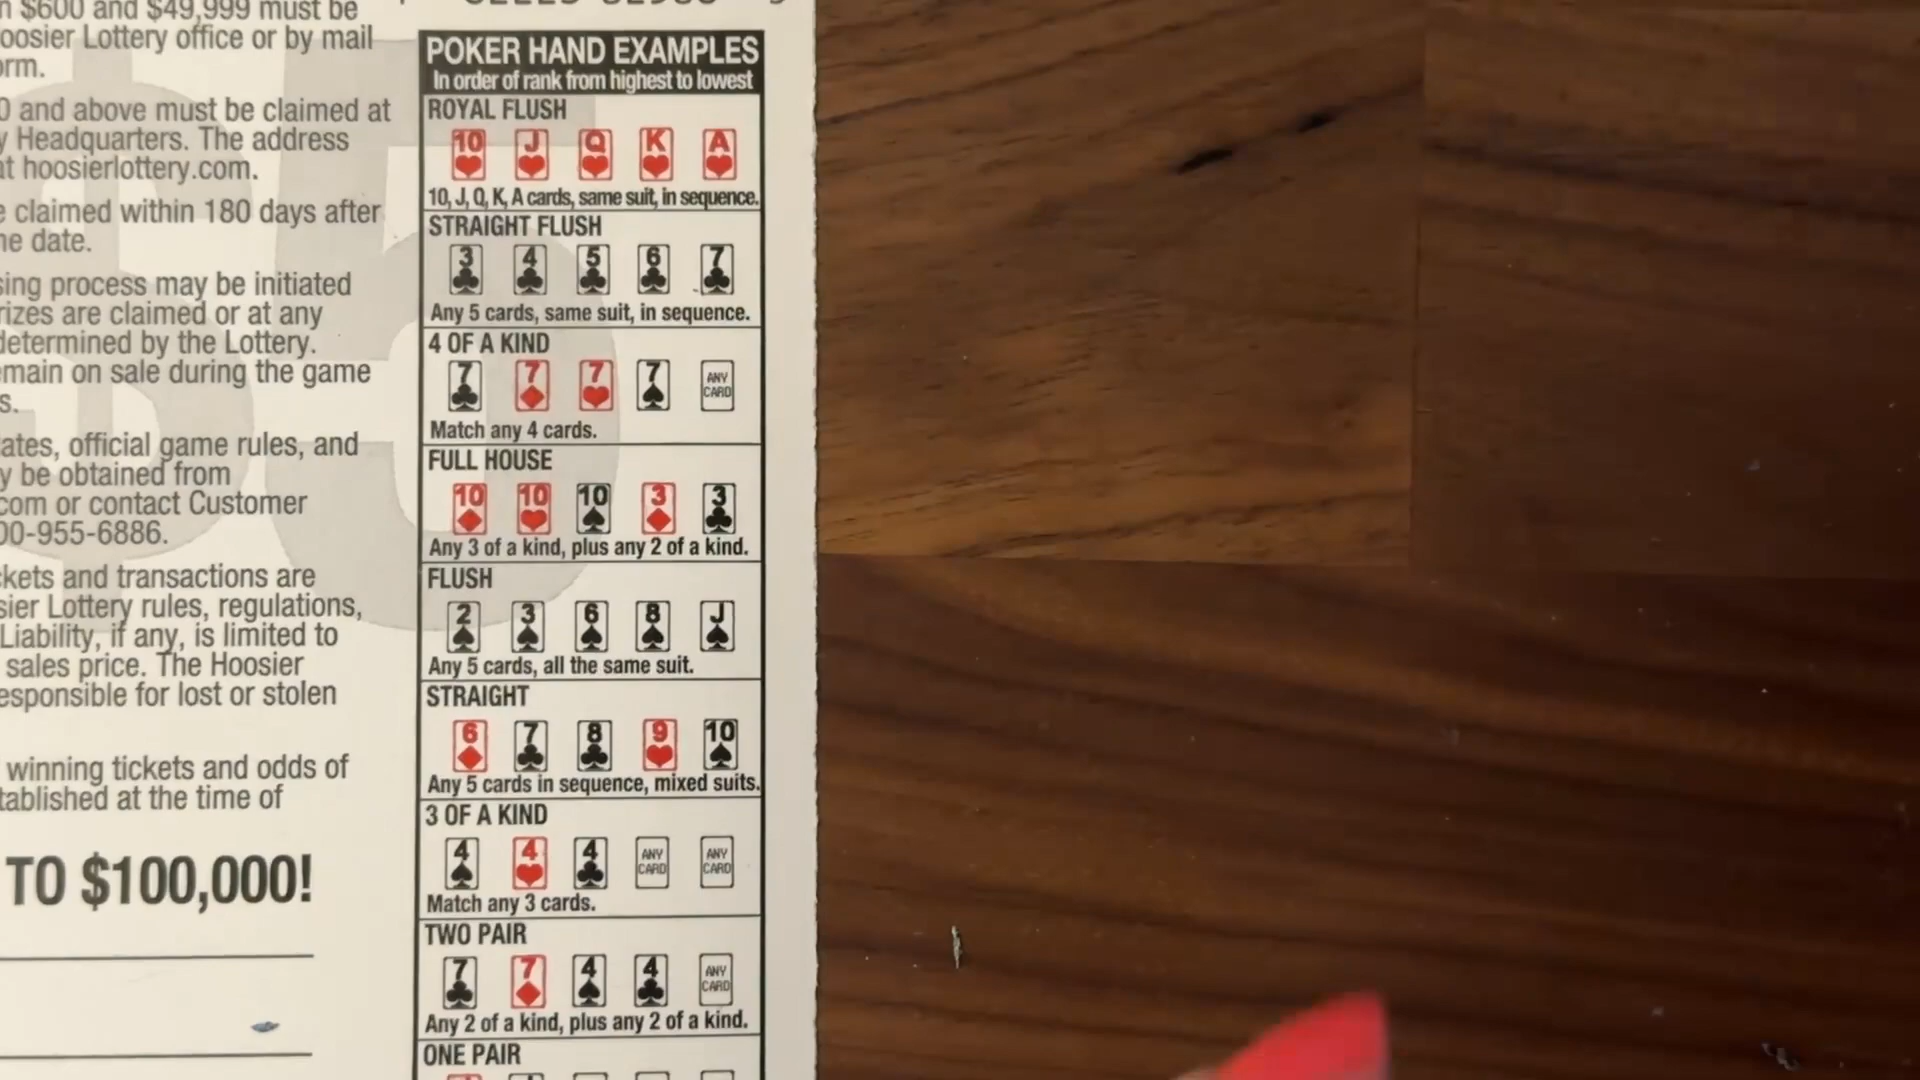 $600 and $49,999 must be
oosier Lottery office or by mail
orm.
0 and above must be claimed at
y Headquarters. The address
at hoosierlottery.com.
e claimed within 180 days after
ne date.
sing process may be initiated
rizes are claimed or at any
determined by the Lottery.
emain on sale during the game
s.
ates, official game rules, and
y be obtained from
com or contact Customer
00-955-6886.
ckets and transactions are
sier Lottery rules, regulations,
Liability, if any, is limited to
sales price. The Hoosier
esponsible for lost or stolen
winning tickets and odds of
tablished at the time of
TO $100,000!
POKER HAND EXAMPLES
In order of rank from highest to lowest
ROYAL FLUSH
10 J Q K A
10, J, Q, K, A cards, same suit, in sequence.
STRAIGHT FLUSH
3 4 5 6 7
Any 5 cards, same suit, in sequence.
4 OF A KIND
7 7 7 7 ANY CARD
Match any 4 cards.
FULL HOUSE
10 10 10 3 3
Any 3 of a kind, plus any 2 of a kind.
FLUSH
2 3 6 8 J
Any 5 cards, all the same suit.
STRAIGHT
6 7 8 9 10
Any 5 cards in sequence, mixed suits.
3 OF A KIND
4 4 4 ANY CARD ANY CARD
Match any 3 cards.
TWO PAIR
7 7 4 4 ANY CARD
Any 2 of a kind, plus any 2 of a kind.
ONE PAIR